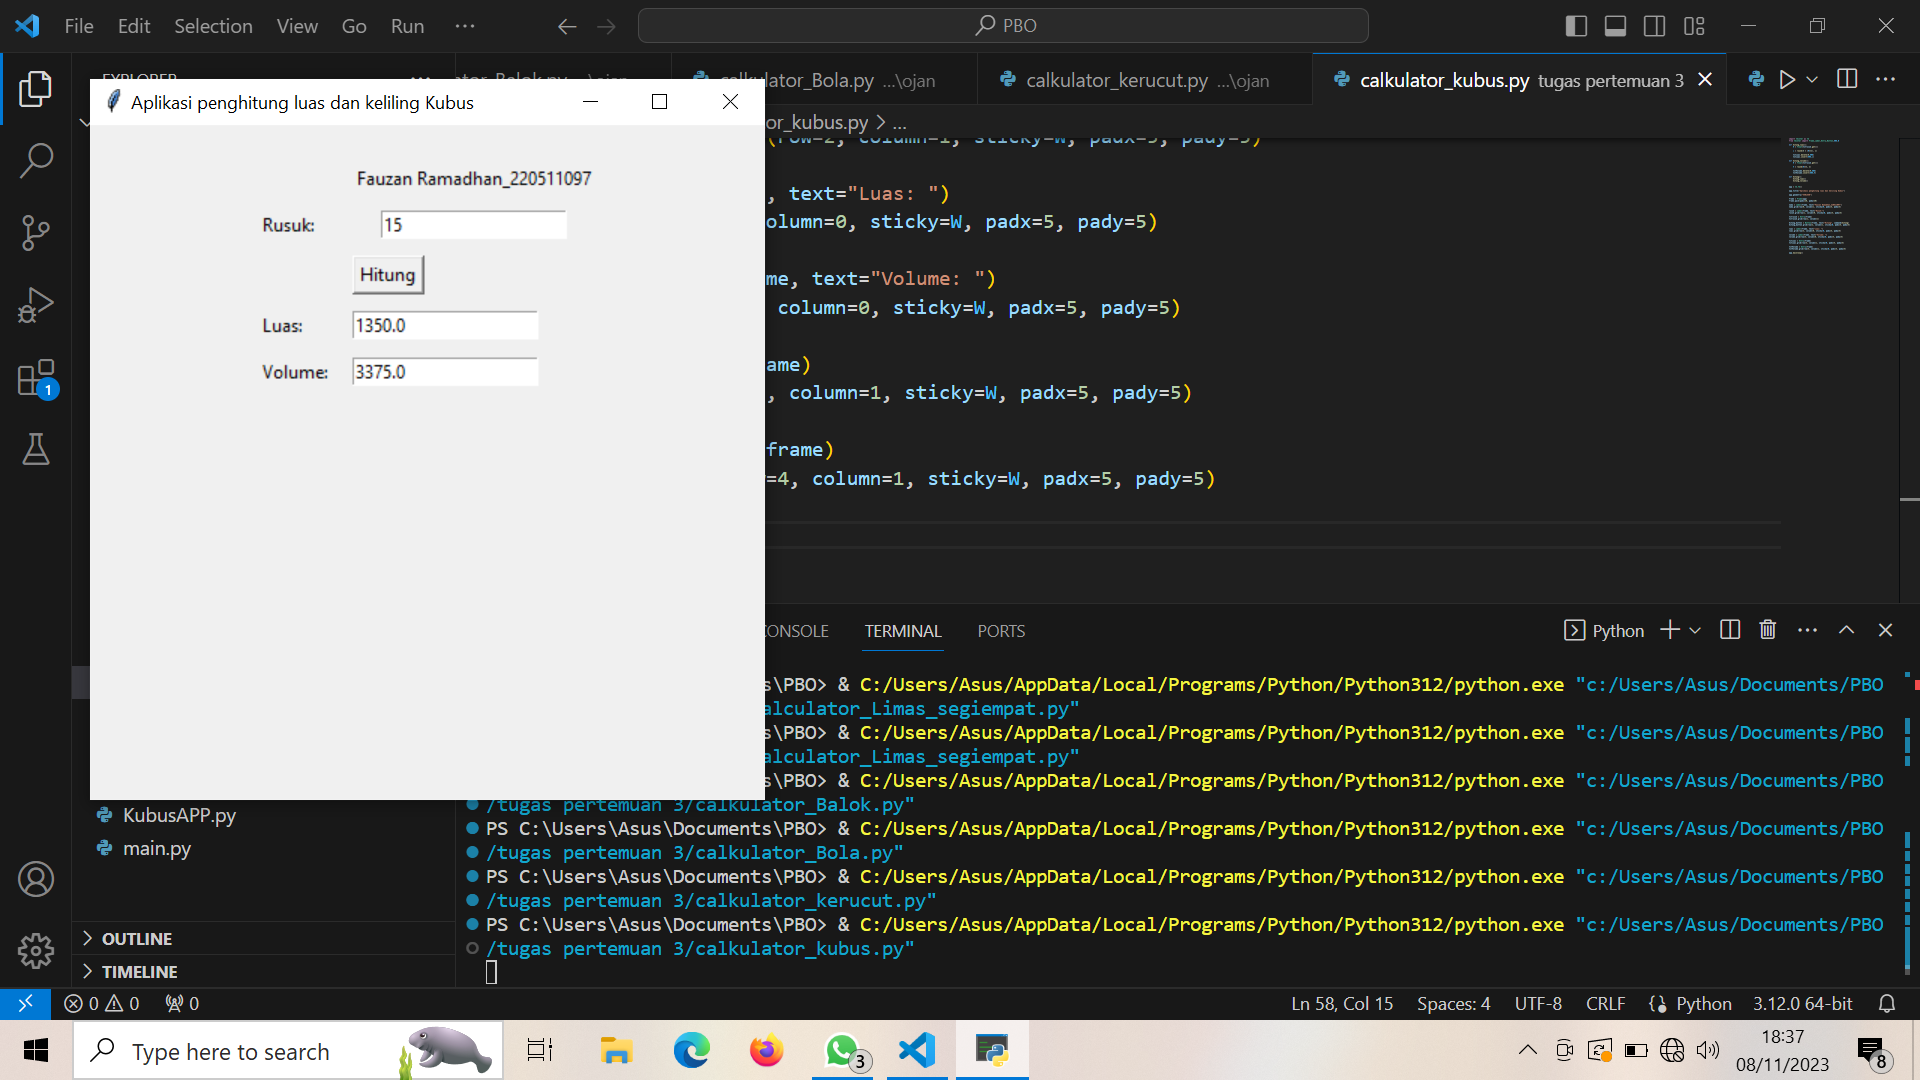 File Edit Selection View Go Run ···
PBO
EXPLORER
calkulator_Bola.py ...\ojan
calkulator_kerucut.py ...\ojan
calkulator_kubus.py tugas pertemuan 3
Aplikasi penghitung luas dan keliling Kubus
or_kubus.py > ...
Fauzan Ramadhan_220511097
Rusuk: 15
Hitung
Luas: 1350.0
Volume: 3375.0
(row=2, column=1, sticky=W, padx=5, pady=5)
, text="Luas: ")
olumn=0, sticky=W, padx=5, pady=5)
me, text="Volume: ")
column=0, sticky=W, padx=5, pady=5)
ame)
, column=1, sticky=W, padx=5, pady=5)
frame)
=4, column=1, sticky=W, padx=5, pady=5)
CONSOLE TERMINAL PORTS
Python
s\PBO> & C:/Users/Asus/AppData/Local/Programs/Python/Python312/python.exe "c:/Users/Asus/Documents/PBO
alculator_Limas_segiempat.py"
s\PBO> & C:/Users/Asus/AppData/Local/Programs/Python/Python312/python.exe "c:/Users/Asus/Documents/PBO
alculator_Limas_segiempat.py"
s\PBO> & C:/Users/Asus/AppData/Local/Programs/Python/Python312/python.exe "c:/Users/Asus/Documents/PBO
/tugas pertemuan 3/calkulator_Balok.py"
PS C:\Users\Asus\Documents\PBO> & C:/Users/Asus/AppData/Local/Programs/Python/Python312/python.exe "c:/Users/Asus/Documents/PBO
/tugas pertemuan 3/calkulator_Bola.py"
PS C:\Users\Asus\Documents\PBO> & C:/Users/Asus/AppData/Local/Programs/Python/Python312/python.exe "c:/Users/Asus/Documents/PBO
/tugas pertemuan 3/calkulator_kerucut.py"
PS C:\Users\Asus\Documents\PBO> & C:/Users/Asus/AppData/Local/Programs/Python/Python312/python.exe "c:/Users/Asus/Documents/PBO
/tugas pertemuan 3/calkulator_kubus.py"
1
KubusAPP.py
main.py
OUTLINE
TIMELINE
0 0 0
Ln 58, Col 15 Spaces: 4 UTF-8 CRLF Python 3.12.0 64-bit
Type here to search
3
18:37
08/11/2023
8